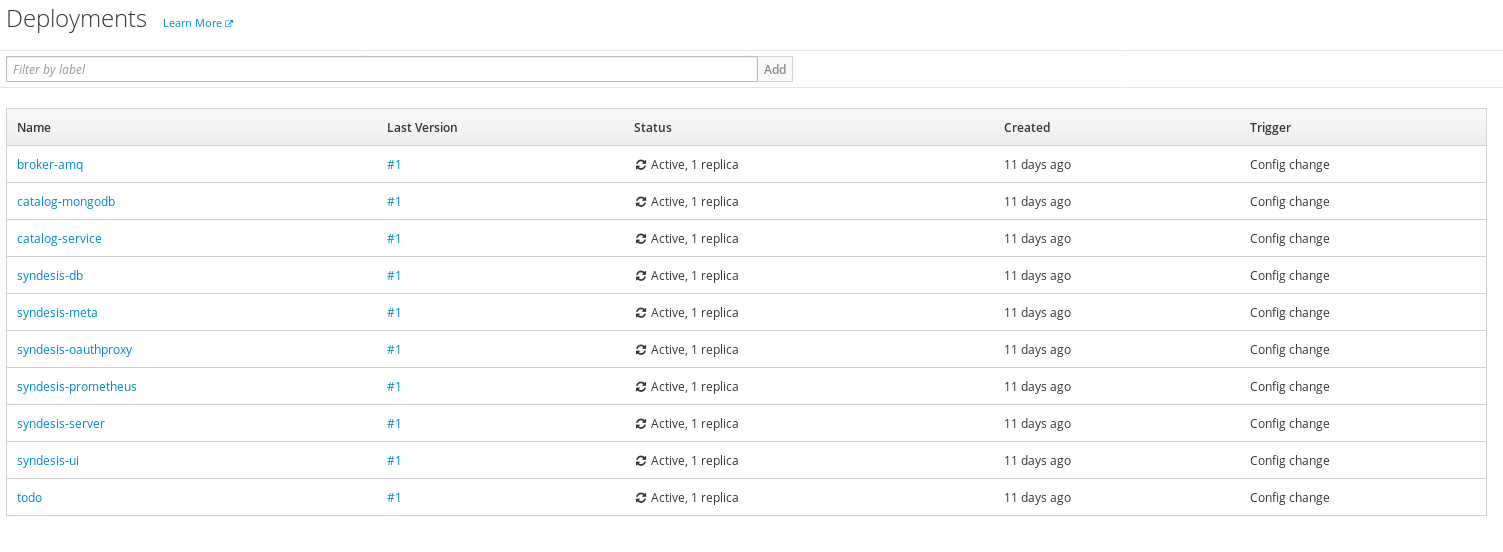 Deployments Learn More
Filter by label Add
Name Last Version Status Created Trigger
broker-amq #1 Active, 1 replica 11 days ago Config change
catalog-mongodb #1 Active, 1 replica 11 days ago Config change
catalog-service #1 Active, 1 replica 11 days ago Config change
syndesis-db #1 Active, 1 replica 11 days ago Config change
syndesis-meta #1 Active, 1 replica 11 days ago Config change
syndesis-oauthproxy #1 Active, 1 replica 11 days ago Config change
syndesis-prometheus #1 Active, 1 replica 11 days ago Config change
syndesis-server #1 Active, 1 replica 11 days ago Config change
syndesis-ui #1 Active, 1 replica 11 days ago Config change
todo #1 Active, 1 replica 11 days ago Config change